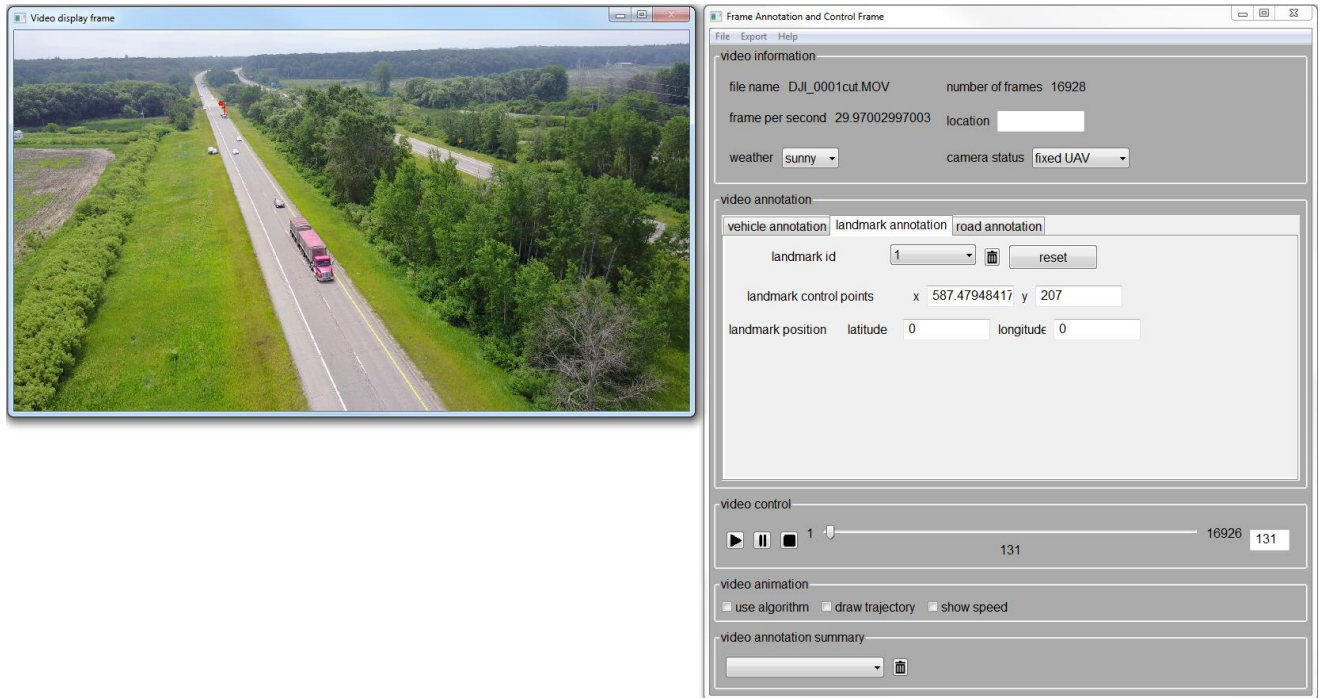 Video display frame
Frame Annotation and Control Frame
File Export Help
video information
file name DJI_0001cut.MOV number of frames 16928
frame per second 29.97002997003 location
weather sunny camera status fixed UAV
video annotation
vehicle annotation landmark annotation road annotation
landmark id 1 reset
landmark control points x 587.47948417 y 207
landmark position latitude 0 longitude 0
video control
1 16926 131
131
video animation
use algorithm draw trajectory show speed
video annotation summary